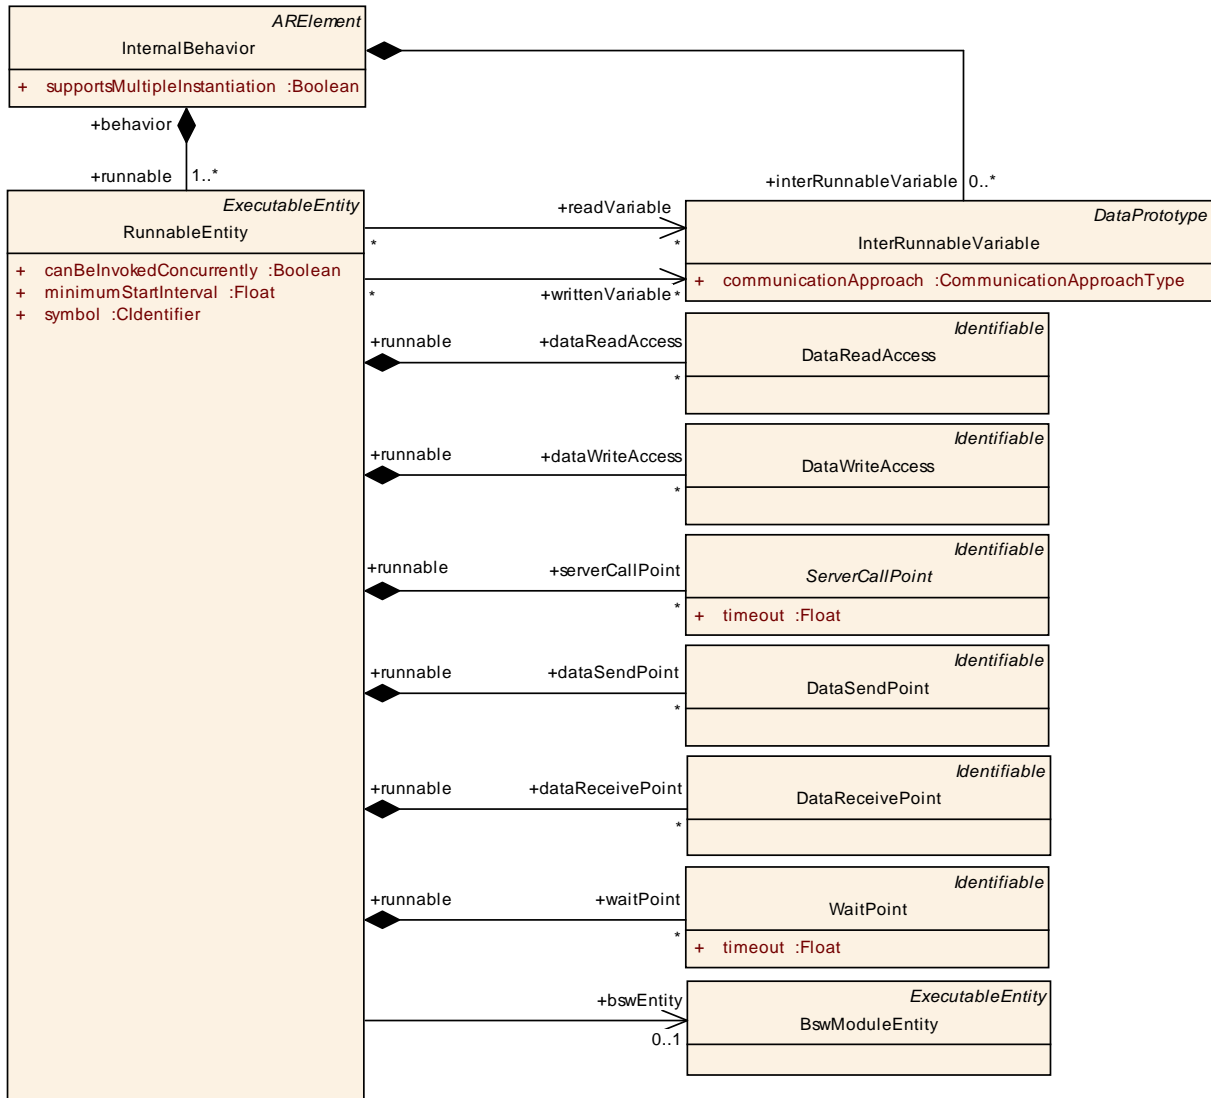 ARElement
InternalBehavior
+ supportsMultipleInstantiation :Boolean
+behavior
+runnable 1..*
+interRunnableVariable 0..*
ExecutableEntity
RunnableEntity
+ canBeInvokedConcurrently :Boolean
+ minimumStartInterval :Float
+ symbol :CIdentifier
+readVariable
* *
+writtenVariable
* *
DataPrototype
InterRunnableVariable
+ communicationApproach :CommunicationApproachType
+runnable +dataReadAccess
*
Identifiable
DataReadAccess
+runnable +dataWriteAccess
*
Identifiable
DataWriteAccess
+runnable +serverCallPoint
*
Identifiable
ServerCallPoint
+ timeout :Float
+runnable +dataSendPoint
*
Identifiable
DataSendPoint
+runnable +dataReceivePoint
*
Identifiable
DataReceivePoint
+runnable +waitPoint
*
Identifiable
WaitPoint
+ timeout :Float
+bswEntity
0..1
ExecutableEntity
BswModuleEntity